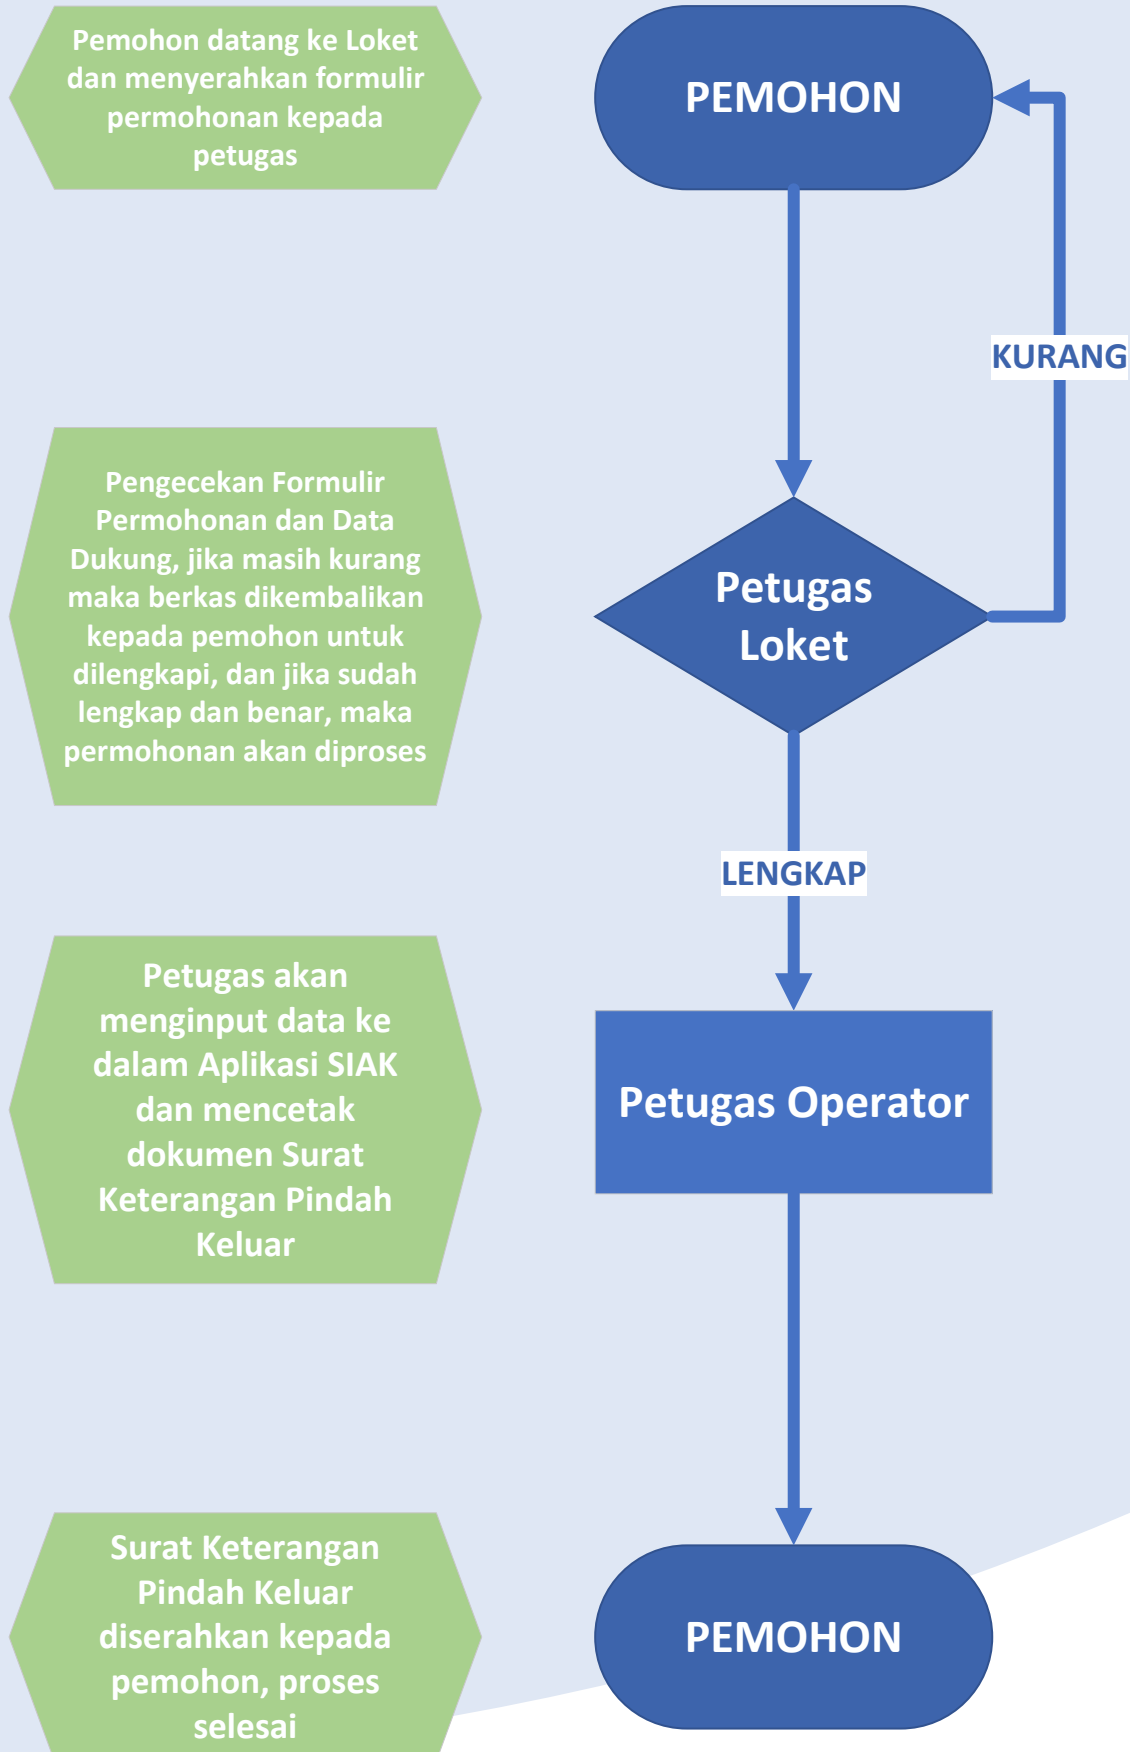 Pemohon datang ke Loket
dan menyerahkan formulir
permohonan kepada
petugas
PEMOHON
KURANG
Pengecekan Formulir
Permohonan dan Data
Dukung, jika masih kurang
maka berkas dikembalikan
kepada pemohon untuk
dilengkapi, dan jika sudah
lengkap dan benar, maka
permohonan akan diproses
Petugas
Loket
LENGKAP
Petugas akan
menginput data ke
dalam Aplikasi SIAK
dan mencetak
dokumen Surat
Keterangan Pindah
Keluar
Petugas Operator
Surat Keterangan
Pindah Keluar
diserahkan kepada
pemohon, proses
selesai
PEMOHON